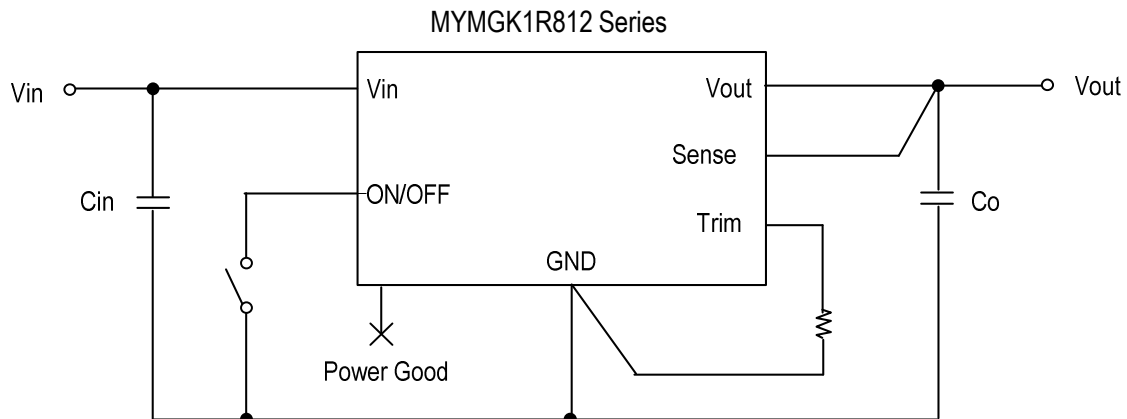 MYMGK1R812 Series
Vin
Vin
Vout
Vout
Sense
Cin
ON/OFF
Co
Trim
GND
Power Good